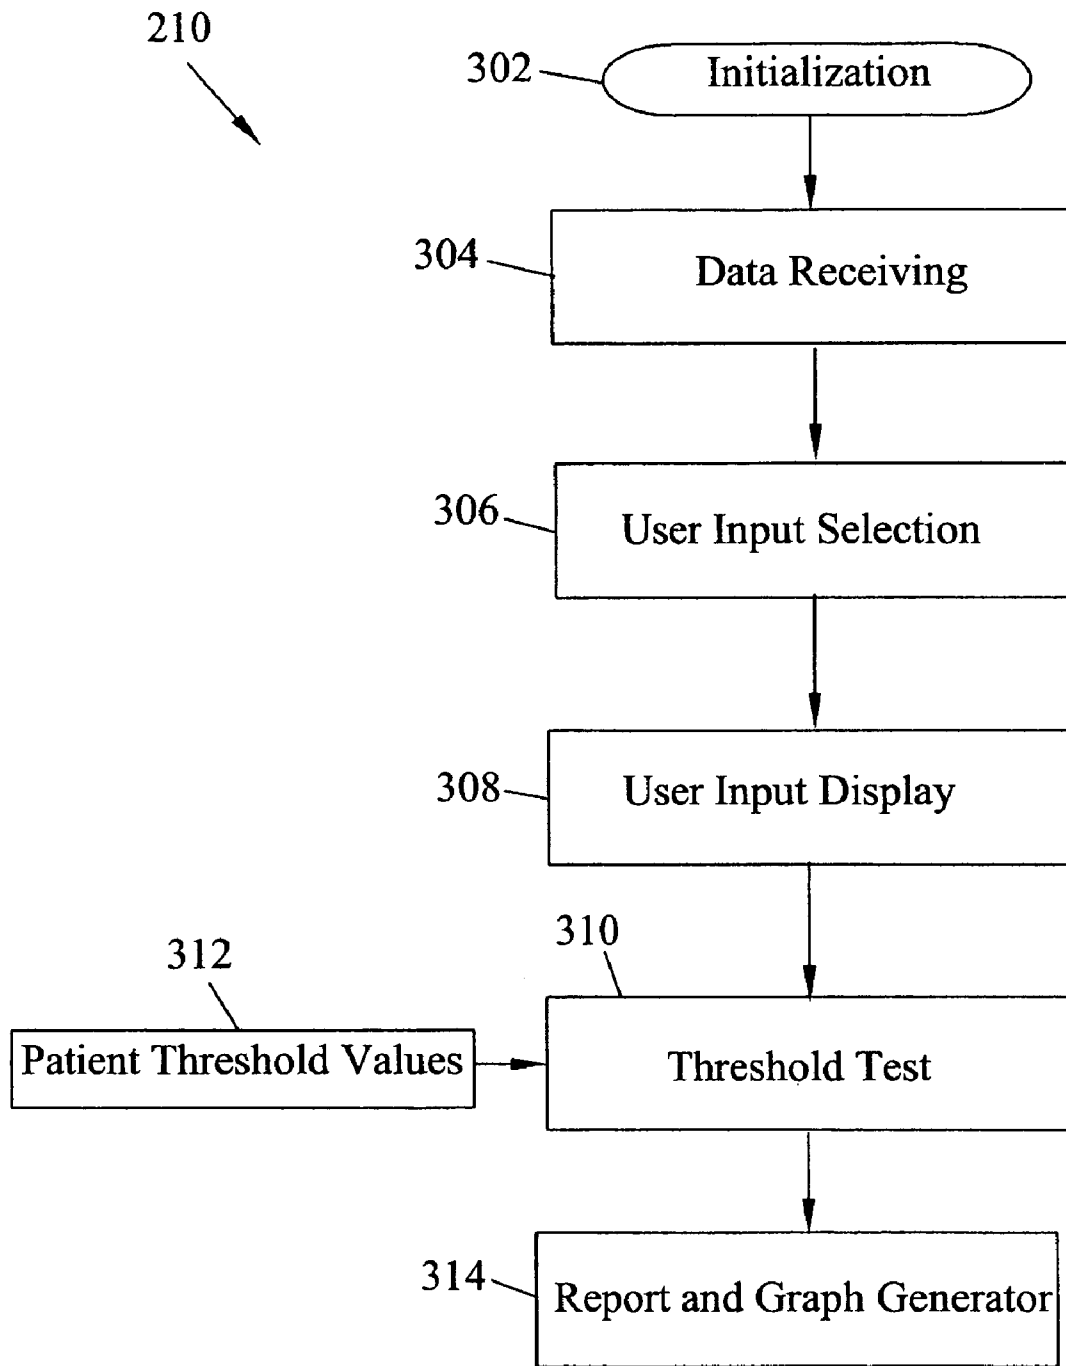 210
302
Initialization
304
Data Receiving
306
User Input Selection
308
User Input Display
310
312
Patient Threshold Values
Threshold Test
314
Report and Graph Generator